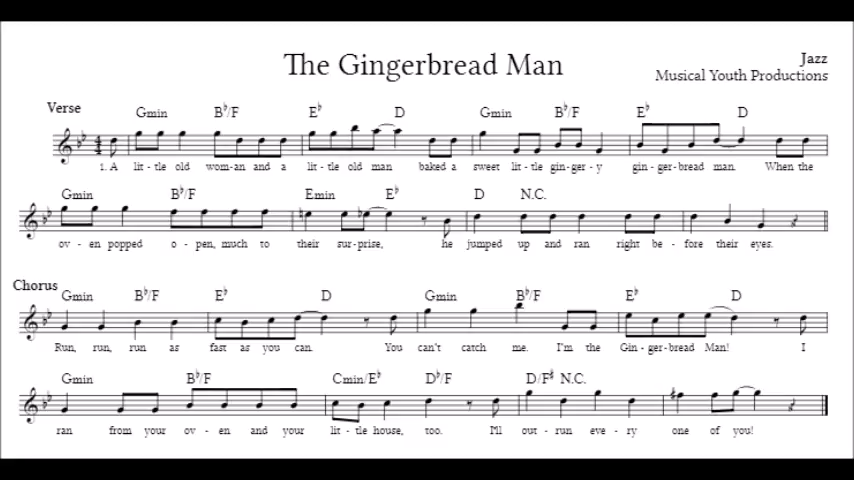 The Gingerbread Man
Jazz
Musical Youth Productions
Verse
Gmin B♭/F E♭ D Gmin B♭/F E♭ D
1. A lit - tle old wom - an and a lit - tle old man baked a sweet lit - tle gin - ger - y gin - ger - bread man. When the
Gmin B♭/F Emin E♭ D N.C.
ov - en popped o - pen, much to their sur - prise, he jumped up and ran right be - fore their eyes.
Chorus
Gmin B♭/F E♭ D Gmin B♭/F E♭ D
Run, run, run as fast as you can. You can't catch me. I'm the Gin - ger - bread Man! I
Gmin B♭/F Cmin/E♭ D♭/F D/F♯ N.C.
ran from your ov - en and your lit - tle house, too. I'll out - run eve - ry one of you!